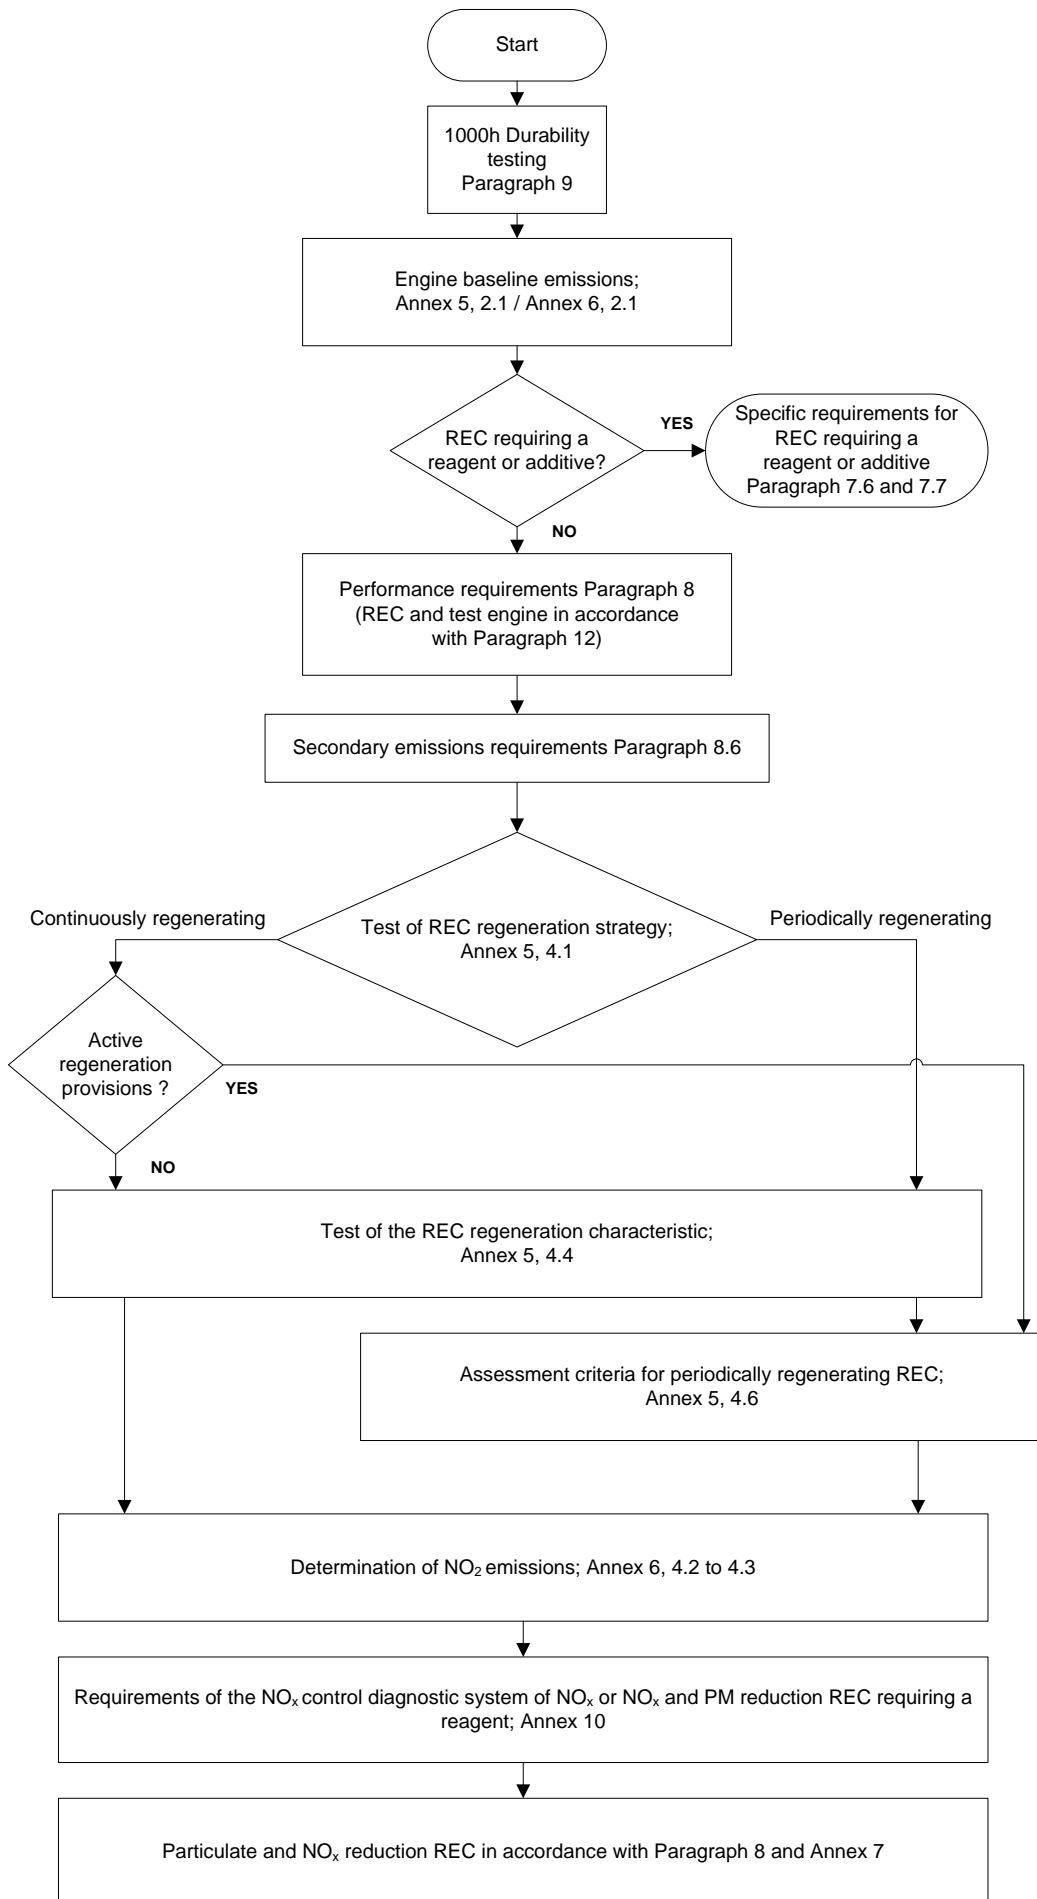 Start
1000h Durability
testing
Paragraph 9
Engine baseline emissions;
Annex 5, 2.1 / Annex 6, 2.1
REC requiring a
reagent or additive?
YES
Specific requirements for
REC requiring a
reagent or additive
Paragraph 7.6 and 7.7
NO
Performance requirements Paragraph 8
(REC and test engine in accordance
with Paragraph 12)
Secondary emissions requirements Paragraph 8.6
Continuously regenerating
Test of REC regeneration strategy;
Annex 5, 4.1
Periodically regenerating
Active
regeneration
provisions ?
YES
NO
Test of the REC regeneration characteristic;
Annex 5, 4.4
Assessment criteria for periodically regenerating REC;
Annex 5, 4.6
Determination of NO₂ emissions; Annex 6, 4.2 to 4.3
Requirements of the NOₓ control diagnostic system of NOₓ or NOₓ and PM reduction REC requiring a
reagent; Annex 10
Particulate and NOₓ reduction REC in accordance with Paragraph 8 and Annex 7